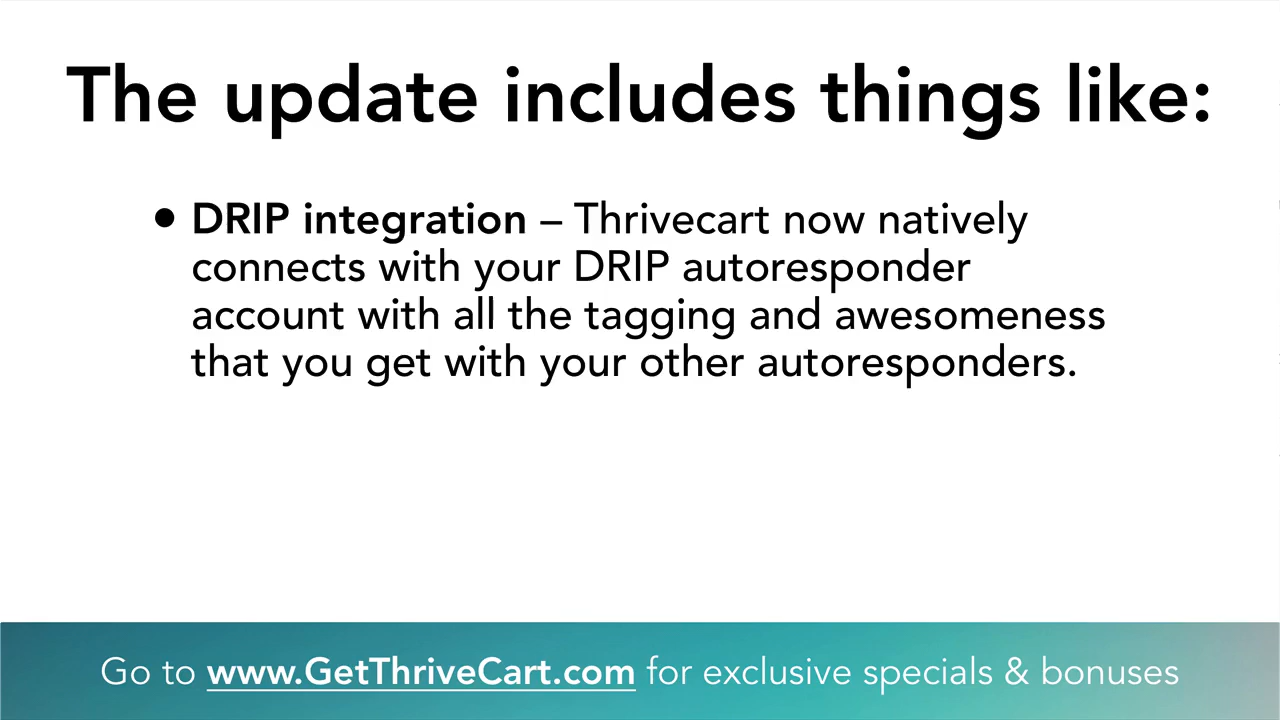 The update includes things like:
• DRIP integration – Thrivecart now natively
connects with your DRIP autoresponder
account with all the tagging and awesomeness
that you get with your other autoresponders.
Go to www.GetThriveCart.com for exclusive specials & bonuses